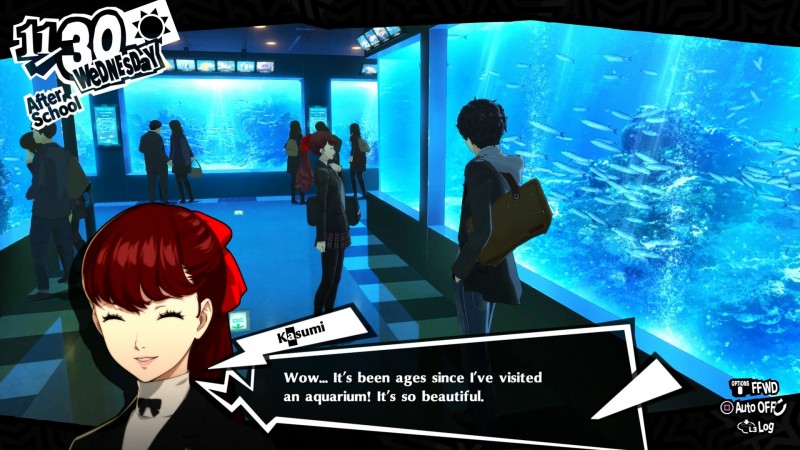 11/30
WeDNeSDaY
After School
Kasumi
Wow... It's been ages since I've visited
an aquarium! It's so beautiful.
OPTIONS FFWD
Auto OFF
L3 Log